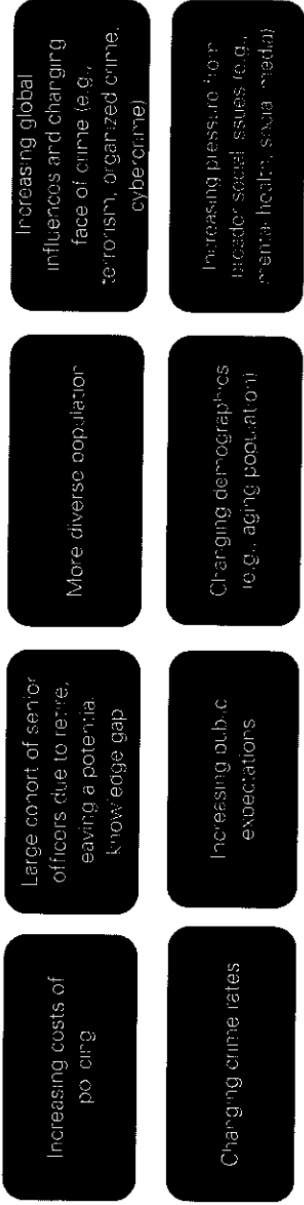 Increasing costs of
policing
Large cohort of senior
officers due to retire,
leaving a potential
knowledge gap
More diverse population
Increasing global
influences and changing
face of crime (e.g.,
terrorism, organized crime,
cybercrime)
Changing crime rates
Increasing public
expectations
Changing demographics
(e.g., aging population)
Increasing pressure from
broader social issues (e.g.,
mental health, social media)